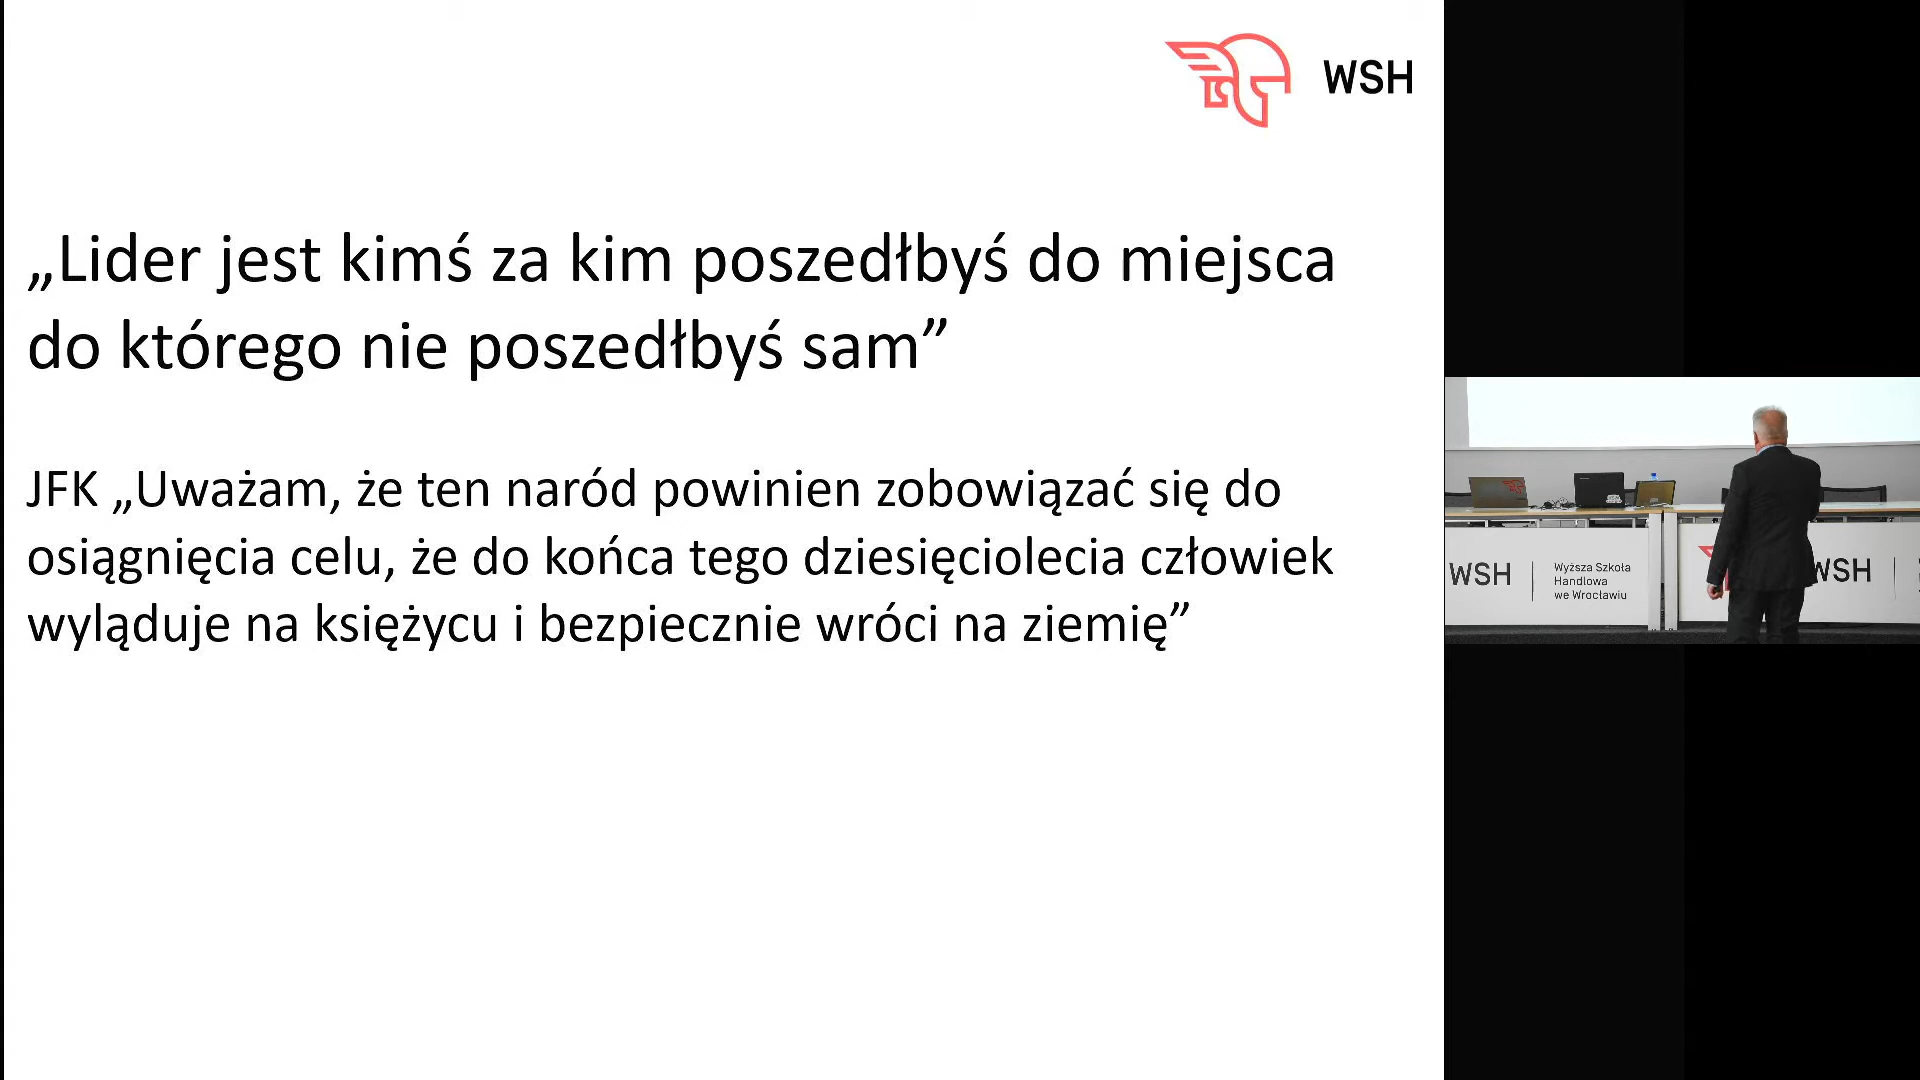 WSH
„Lider jest kimś za kim poszedłbyś do miejsca
do którego nie poszedłbyś sam”
JFK „Uważam, że ten naród powinien zobowiązać się do
osiągnięcia celu, że do końca tego dziesięciolecia człowiek
wyląduje na księżycu i bezpiecznie wróci na ziemię”
WSH
Wyższa Szkoła
Handlowa
we Wrocławiu
WSH